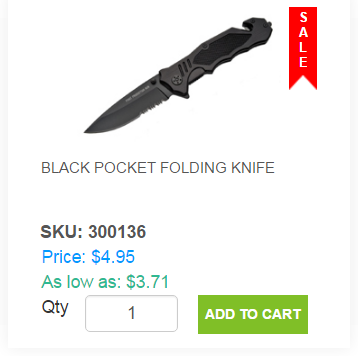 SALE
BLACK POCKET FOLDING KNIFE
SKU: 300136
Price: $4.95
As low as: $3.71
Qty 1 ADD TO CART